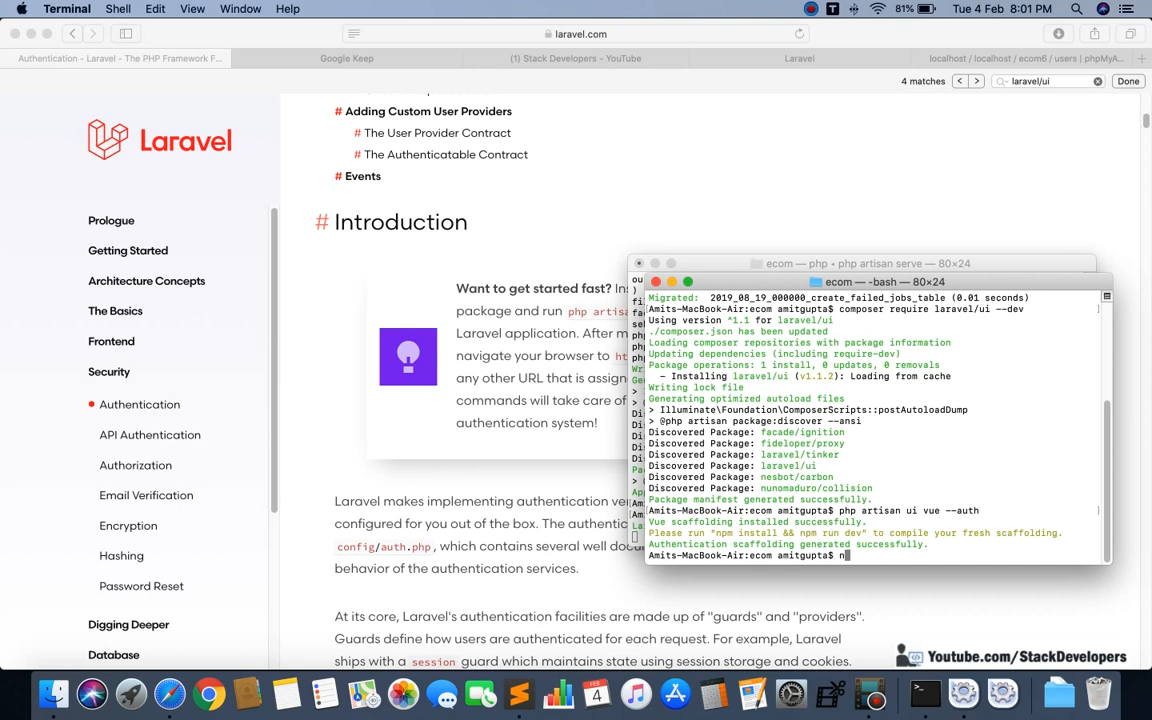 Terminal Shell Edit View Window Help 81% Tue 4 Feb 8:01 PM
laravel.com
Authentication - Laravel - The PHP Framework F... Google Keep (1) Stack Developers - YouTube Laravel localhost / localhost / ecom6 / users | phpMyA...
4 matches laravel/ui Done
Laravel
Prologue
Getting Started
Architecture Concepts
The Basics
Frontend
Security
Authentication
API Authentication
Authorization
Email Verification
Encryption
Hashing
Password Reset
Digging Deeper
Database
# Adding Custom User Providers
# The User Provider Contract
# The Authenticatable Contract
# Events
# Introduction
Want to get started fast? Ins
package and run php artisa
Laravel application. After m
navigate your browser to ht
any other URL that is assign
commands will take care of
authentication system!
Laravel makes implementing authentication ver
configured for you out of the box. The authentic
config/auth.php, which contains several well doc
behavior of the authentication services.
At its core, Laravel's authentication facilities are made up of "guards" and "providers".
Guards define how users are authenticated for each request. For example, Laravel
ships with a session guard which maintains state using session storage and cookies.
ecom — php • php artisan serve — 80×24
ecom — -bash — 80×24
Migrated: 2019_08_19_000000_create_failed_jobs_table (0.01 seconds)
[Amits-MacBook-Air:ecom amitgupta$ composer require laravel/ui --dev ]
Using version ^1.1 for laravel/ui
./composer.json has been updated
Loading composer repositories with package information
Updating dependencies (including require-dev)
Package operations: 1 install, 0 updates, 0 removals
- Installing laravel/ui (v1.1.2): Loading from cache
Writing lock file
Generating optimized autoload files
> Illuminate\Foundation\ComposerScripts::postAutoloadDump
> @php artisan package:discover --ansi
Discovered Package: facade/ignition
Discovered Package: fideloper/proxy
Discovered Package: laravel/tinker
Discovered Package: laravel/ui
Discovered Package: nesbot/carbon
Discovered Package: nunomaduro/collision
Package manifest generated successfully.
[Amits-MacBook-Air:ecom amitgupta$ php artisan ui vue --auth ]
Vue scaffolding installed successfully.
Please run "npm install && npm run dev" to compile your fresh scaffolding.
Authentication scaffolding generated successfully.
Amits-MacBook-Air:ecom amitgupta$ n
Youtube.com/StackDevelopers